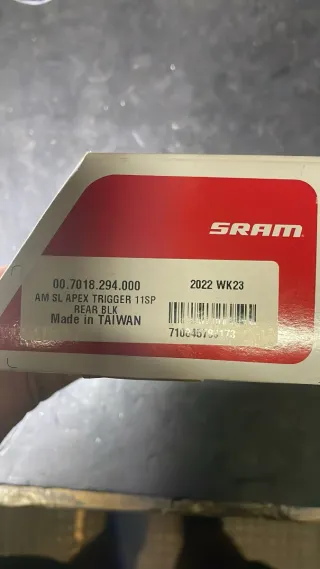 SRAM
00.7018.294.000 2022 WK23
AM SL APEX TRIGGER 11SP
REAR BLK
Made in TAIWAN